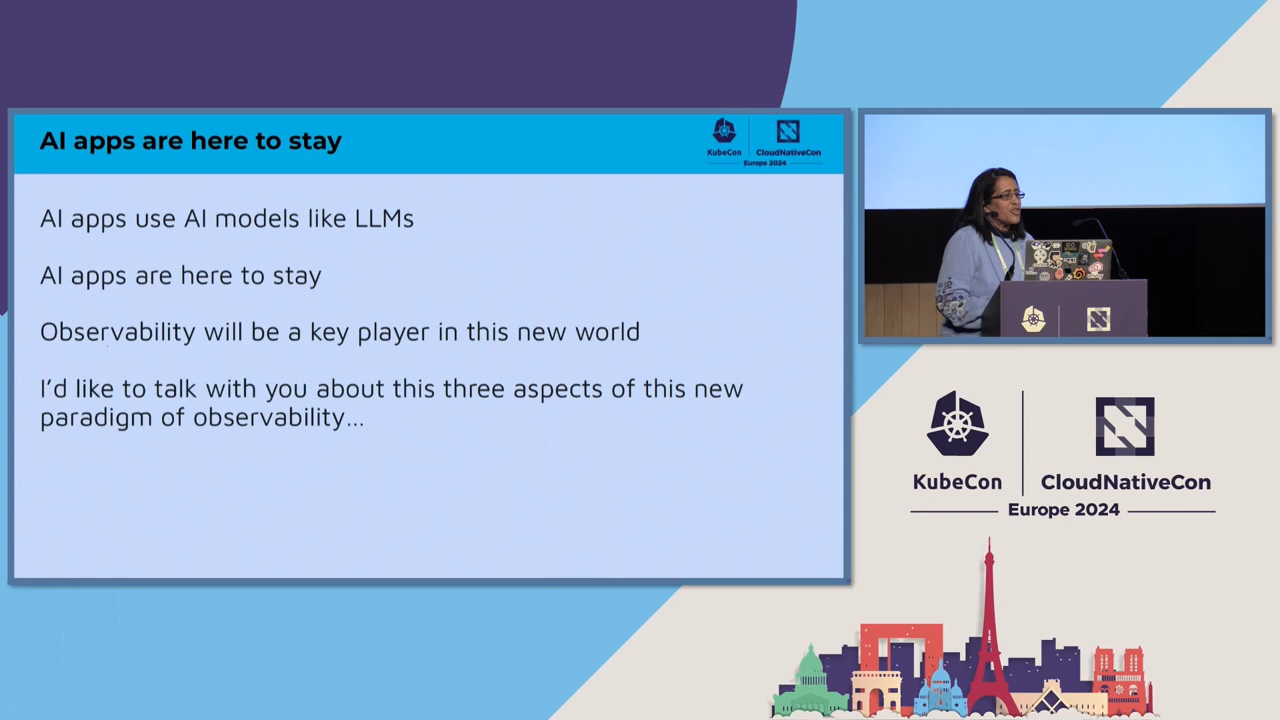 AI apps are here to stay
KubeCon
CloudNativeCon
Europe 2024
AI apps use AI models like LLMs
AI apps are here to stay
Observability will be a key player in this new world
I’d like to talk with you about this three aspects of this new
paradigm of observability…
KubeCon
CloudNativeCon
Europe 2024